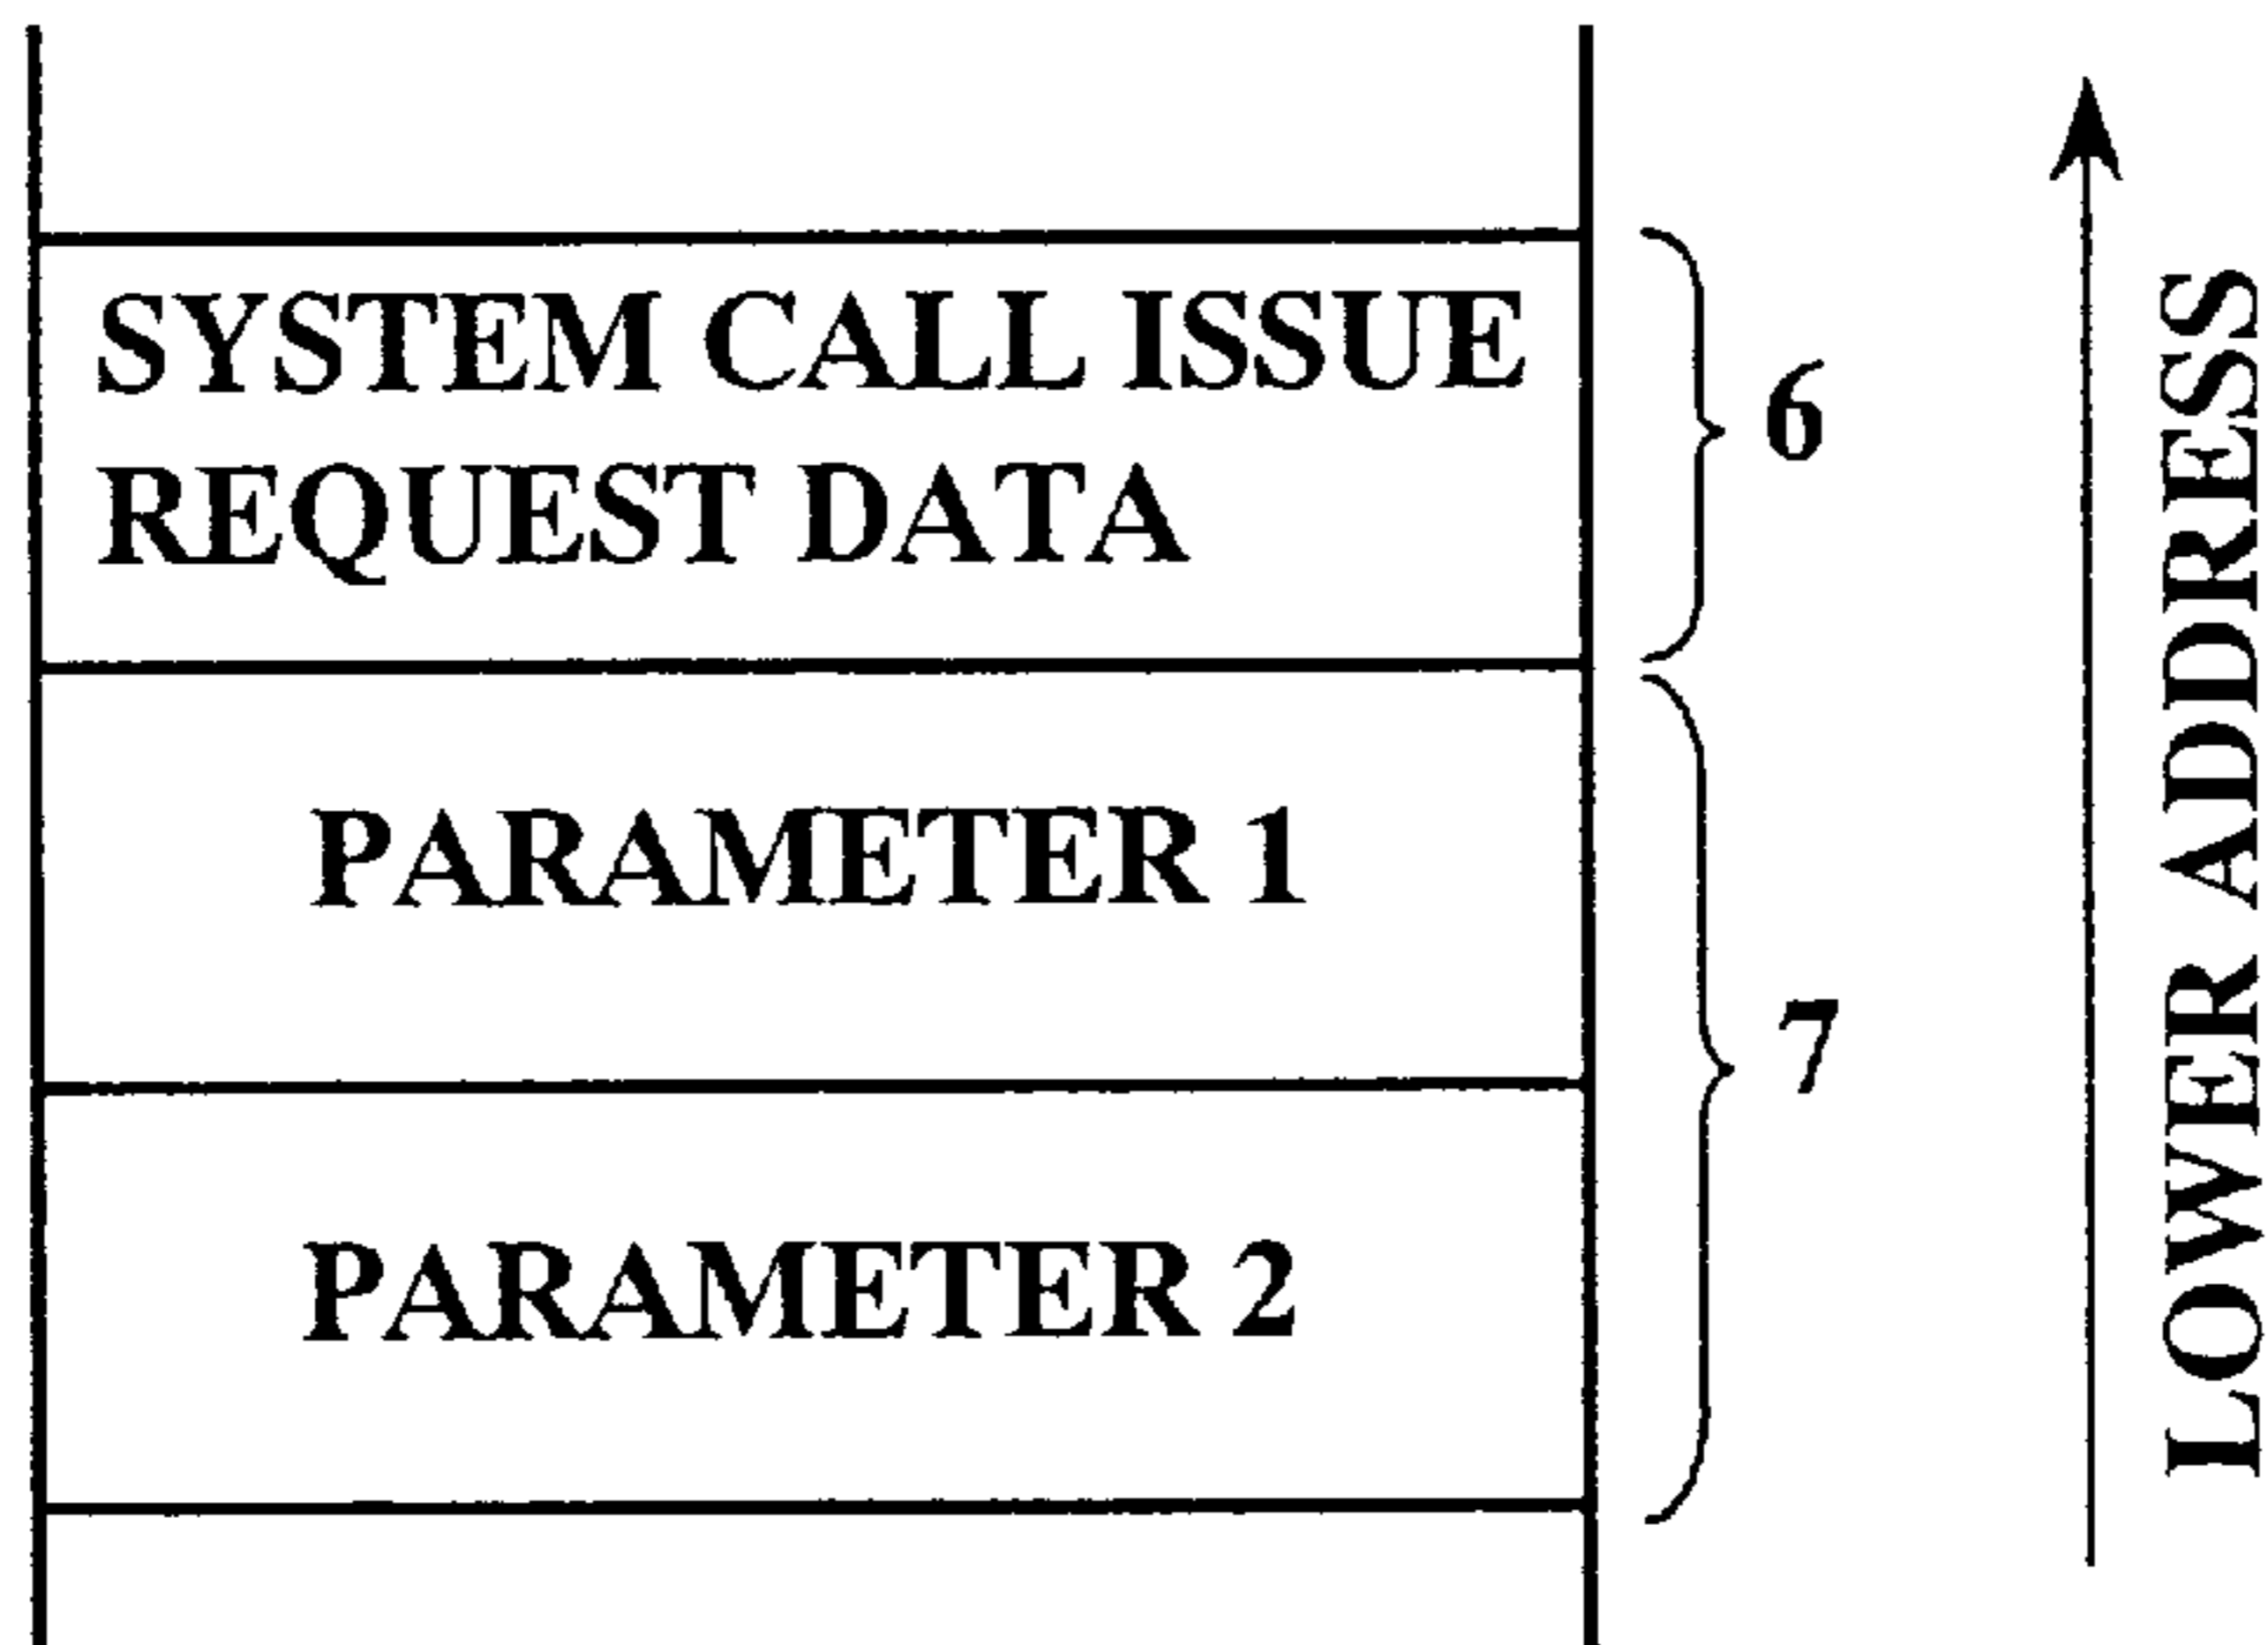 SYSTEM CALL ISSUE
REQUEST DATA
6
PARAMETER 1
7
PARAMETER 2
LOWER ADDRESS